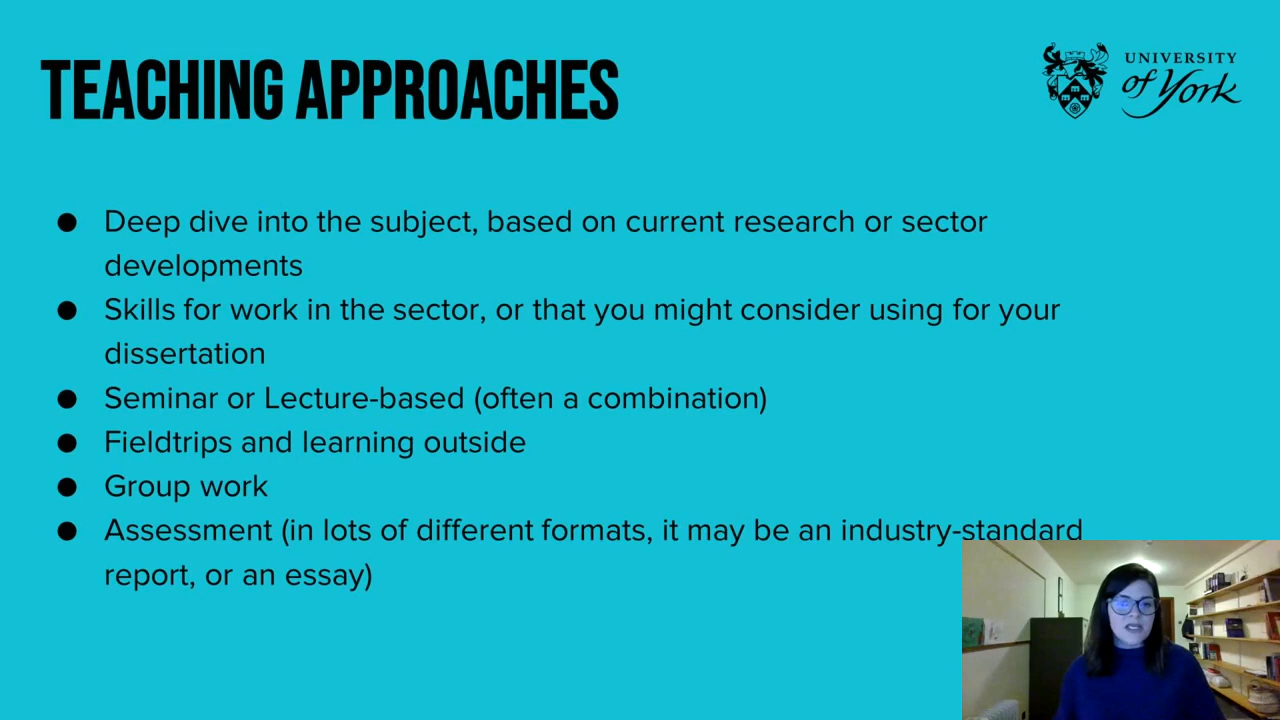 TEACHING APPROACHES
UNIVERSITY
of York
● Deep dive into the subject, based on current research or sector
developments
● Skills for work in the sector, or that you might consider using for your
dissertation
● Seminar or Lecture-based (often a combination)
● Fieldtrips and learning outside
● Group work
● Assessment (in lots of different formats, it may be an industry-standard
report, or an essay)